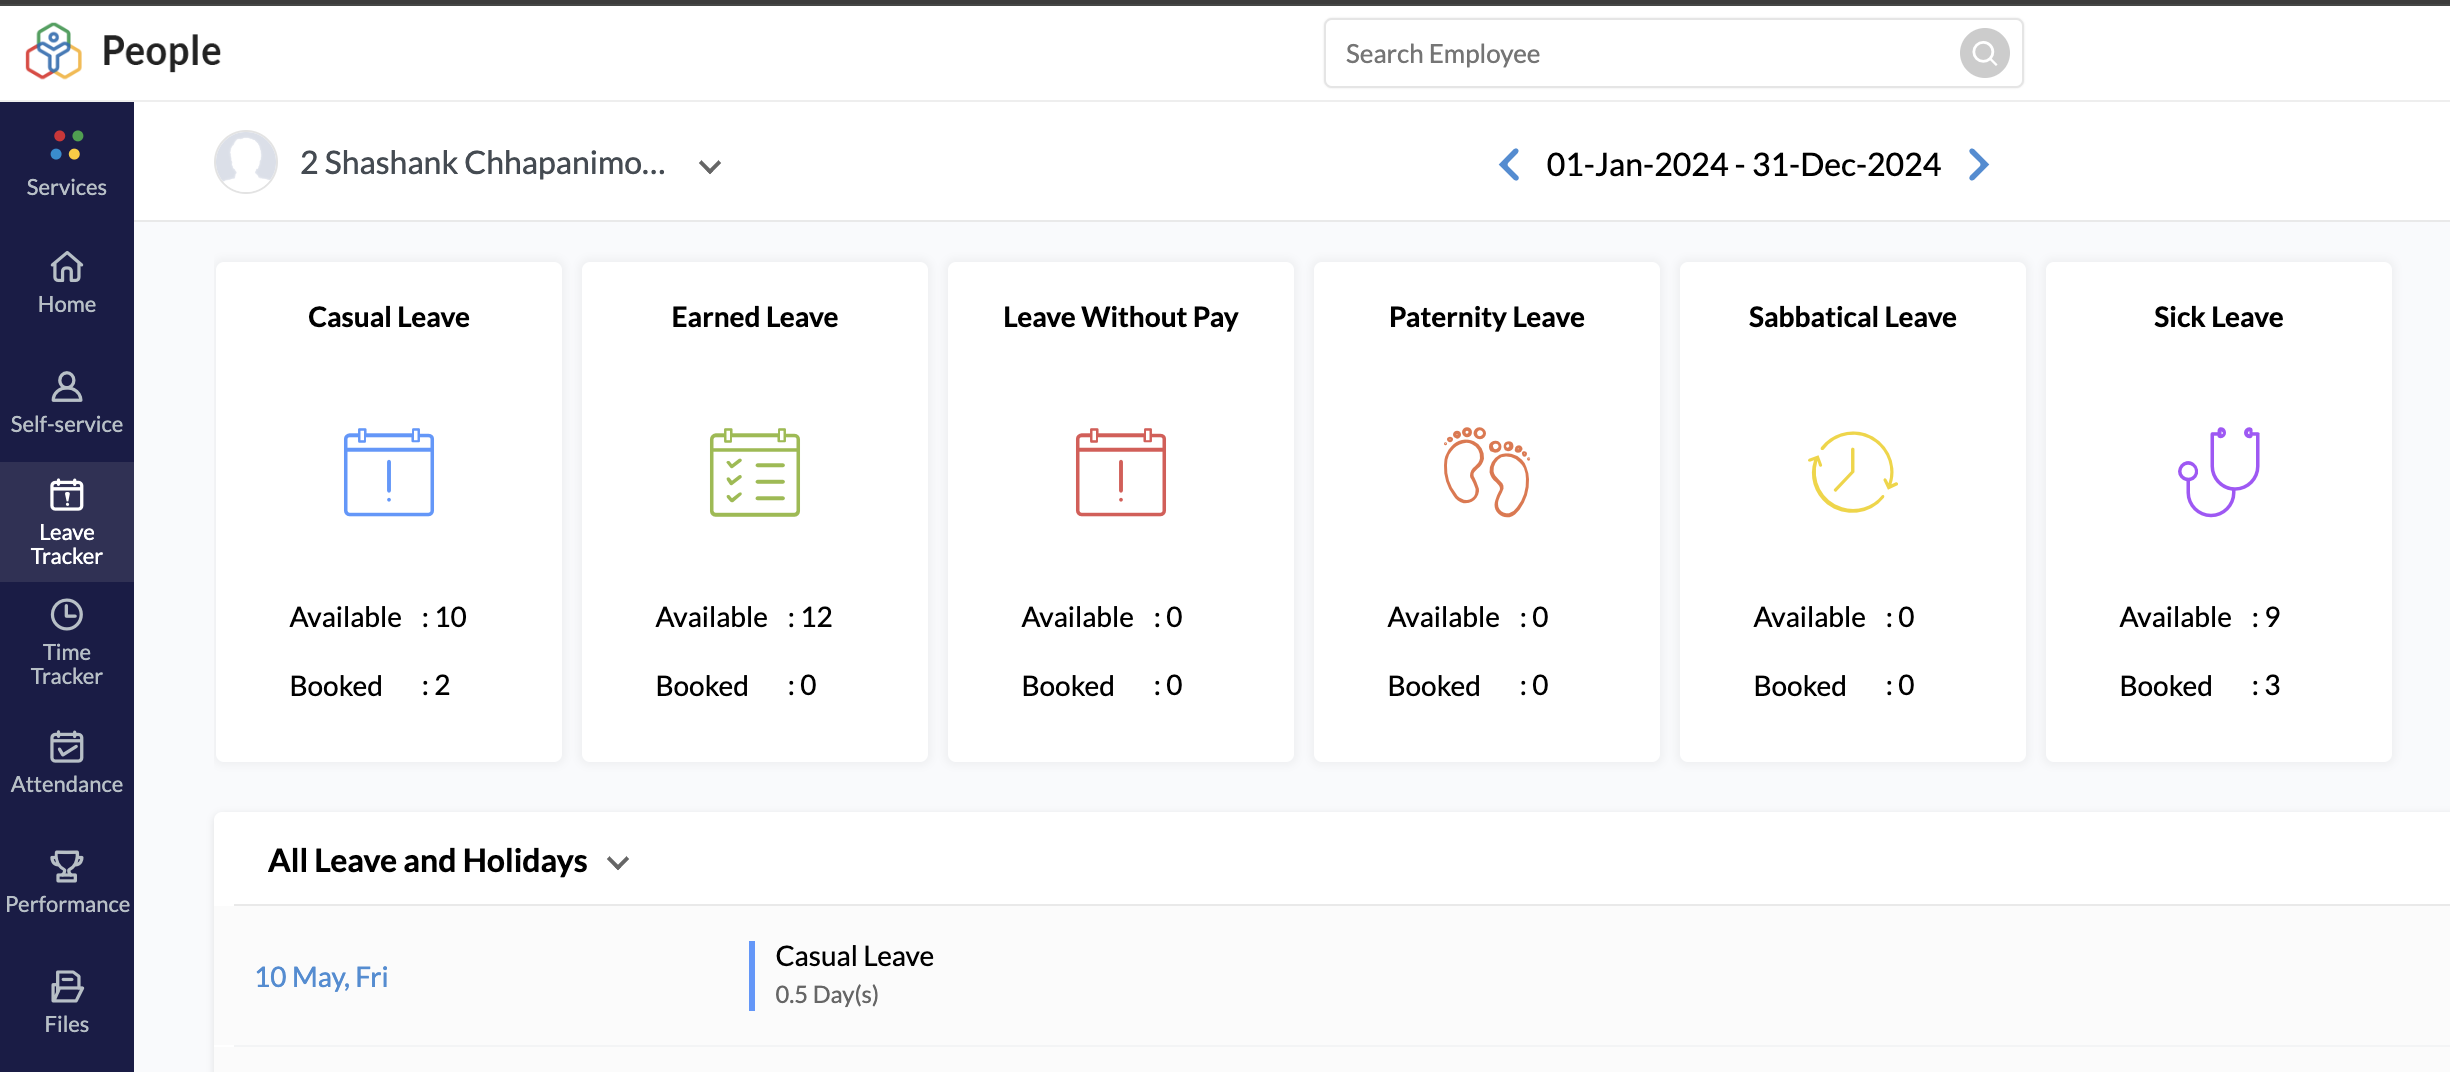 People
Search Employee
Services
Home
Self-service
Leave
Tracker
Time
Tracker
Attendance
Performance
Files
2 Shashank Chhapanimo...
01-Jan-2024 - 31-Dec-2024
Casual Leave
Available : 10
Booked : 2
Earned Leave
Available : 12
Booked : 0
Leave Without Pay
Available : 0
Booked : 0
Paternity Leave
Available : 0
Booked : 0
Sabbatical Leave
Available : 0
Booked : 0
Sick Leave
Available : 9
Booked : 3
All Leave and Holidays
10 May, Fri
Casual Leave
0.5 Day(s)